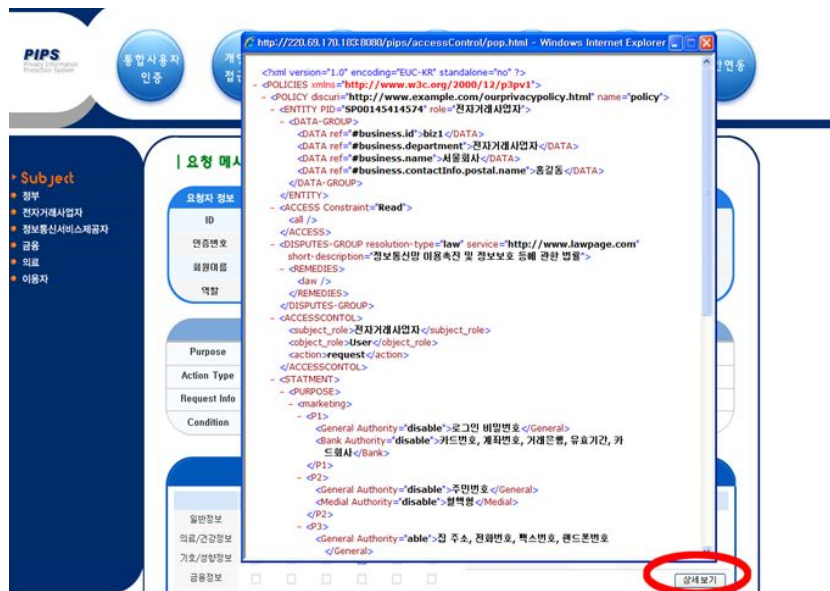 PIPS
Privacy Information
Protection System
통합사용자
인증
http://220.69.170.183:8080/pips/accessControl/pop.html - Windows Internet Explorer
<?xml version="1.0" encoding="EUC-KR" standalone="no" ?>
- <POLICIES xmlns="http://www.w3c.org/2000/12/p3pv1">
- <POLICY discuri="http://www.example.com/ourprivacypolicy.html" name="policy">
- <ENTITY PID="SP00145414574" role="전자거래사업자">
- <DATA-GROUP>
<DATA ref="#business.id">biz1</DATA>
<DATA ref="#business.department">전자거래사업자</DATA>
<DATA ref="#business.name">서울회사</DATA>
<DATA ref="#business.contactInfo.postal.name">홍길동</DATA>
</DATA-GROUP>
</ENTITY>
- <ACCESS Constraint="Read">
<all />
</ACCESS>
- <DISPUTES-GROUP resolution-type="law" service="http://www.lawpage.com"
short-description="정보통신망 이용촉진 및 정보보호 등에 관한 법률">
- <REMEDIES>
<law />
</REMEDIES>
</DISPUTES-GROUP>
- <ACCESSCONTOL>
<subject_role>전자거래사업자</subject_role>
<object_role>User</object_role>
<action>request</action>
</ACCESSCONTOL>
- <STATMENT>
- <PURPOSE>
- <marketing>
- <P1>
<General Authority="disable">로그인 비밀번호</General>
<Bank Authority="disable">카드번호, 계좌번호, 거래은행, 유효기간, 카
드회사</Bank>
</P1>
- <P2>
<General Authority="disable">주민번호</General>
<Medial Authority="disable">혈액형</Medial>
</P2>
- <P3>
<General Authority="able">집 주소, 전화번호, 팩스번호, 핸드폰번호
</General>
Subject
정부
전자거래사업자
정보통신서비스제공자
금융
의료
이용자
요청 메시
요청자 정보
ID
인증번호
회원이름
역할
Purpose
Action Type
Request Info
Condition
일반정보
의료/건강정보
기호/성향정보
금융정보
상세보기